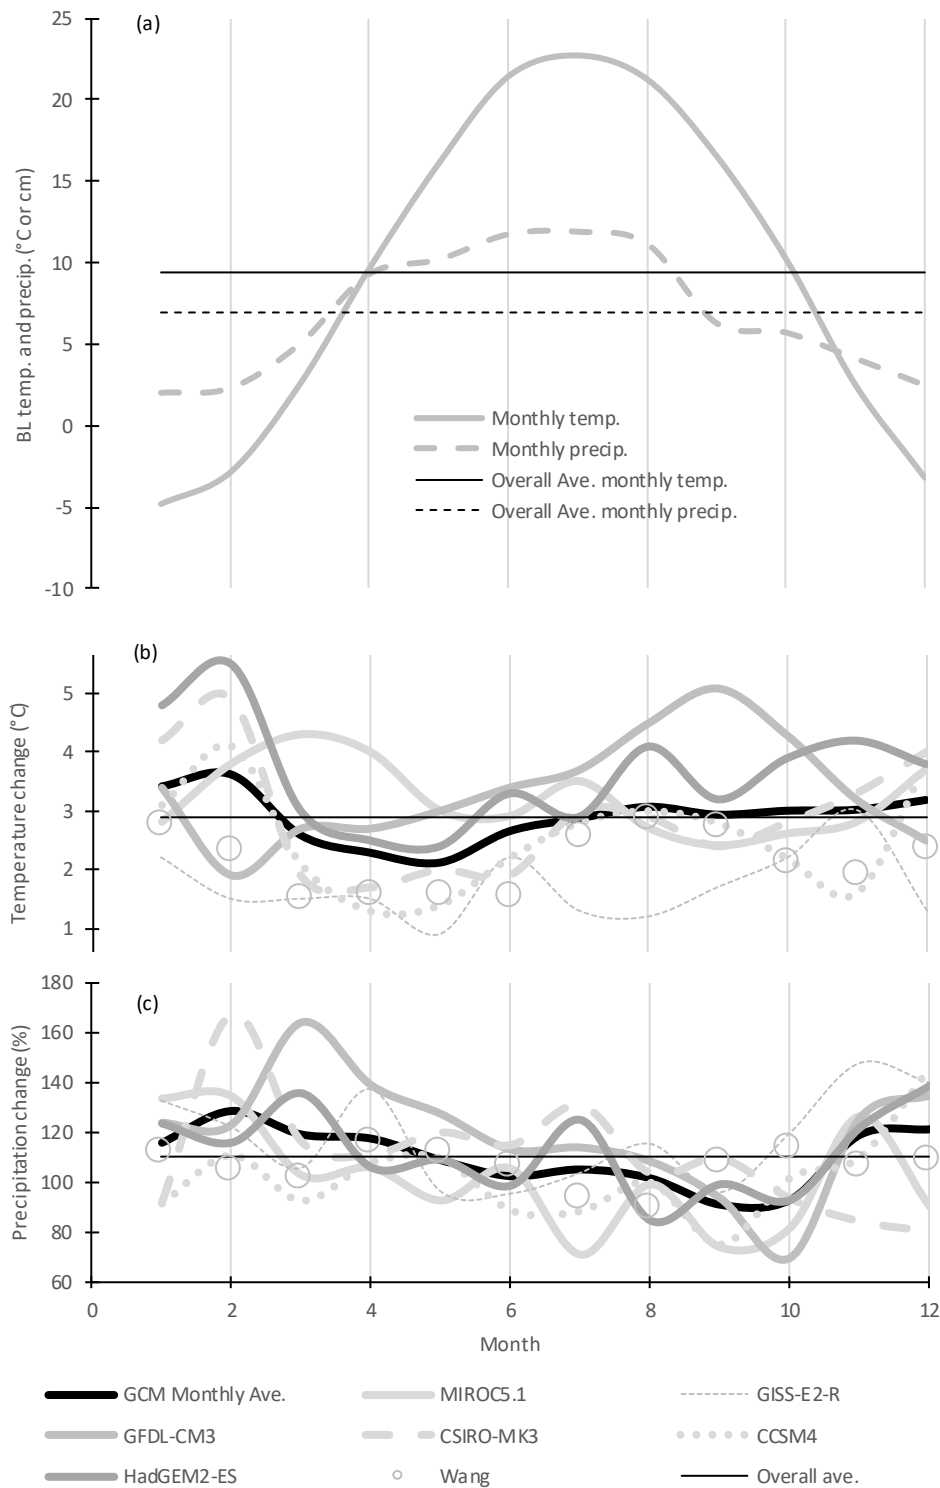 (a)
25
20
15
10
5
0
-5
-10
BL temp. and precip. (°C or cm)
Monthly temp.
Monthly precip.
Overall Ave. monthly temp.
Overall Ave. monthly precip.
(b)
5
4
3
2
1
Temperature change (°C)
(c)
180
160
140
120
100
80
60
Precipitation change (%)
0 2 4 6 8 10 12
Month
GCM Monthly Ave. MIROC5.1 GISS-E2-R
GFDL-CM3 CSIRO-MK3 CCSM4
HadGEM2-ES Wang Overall ave.